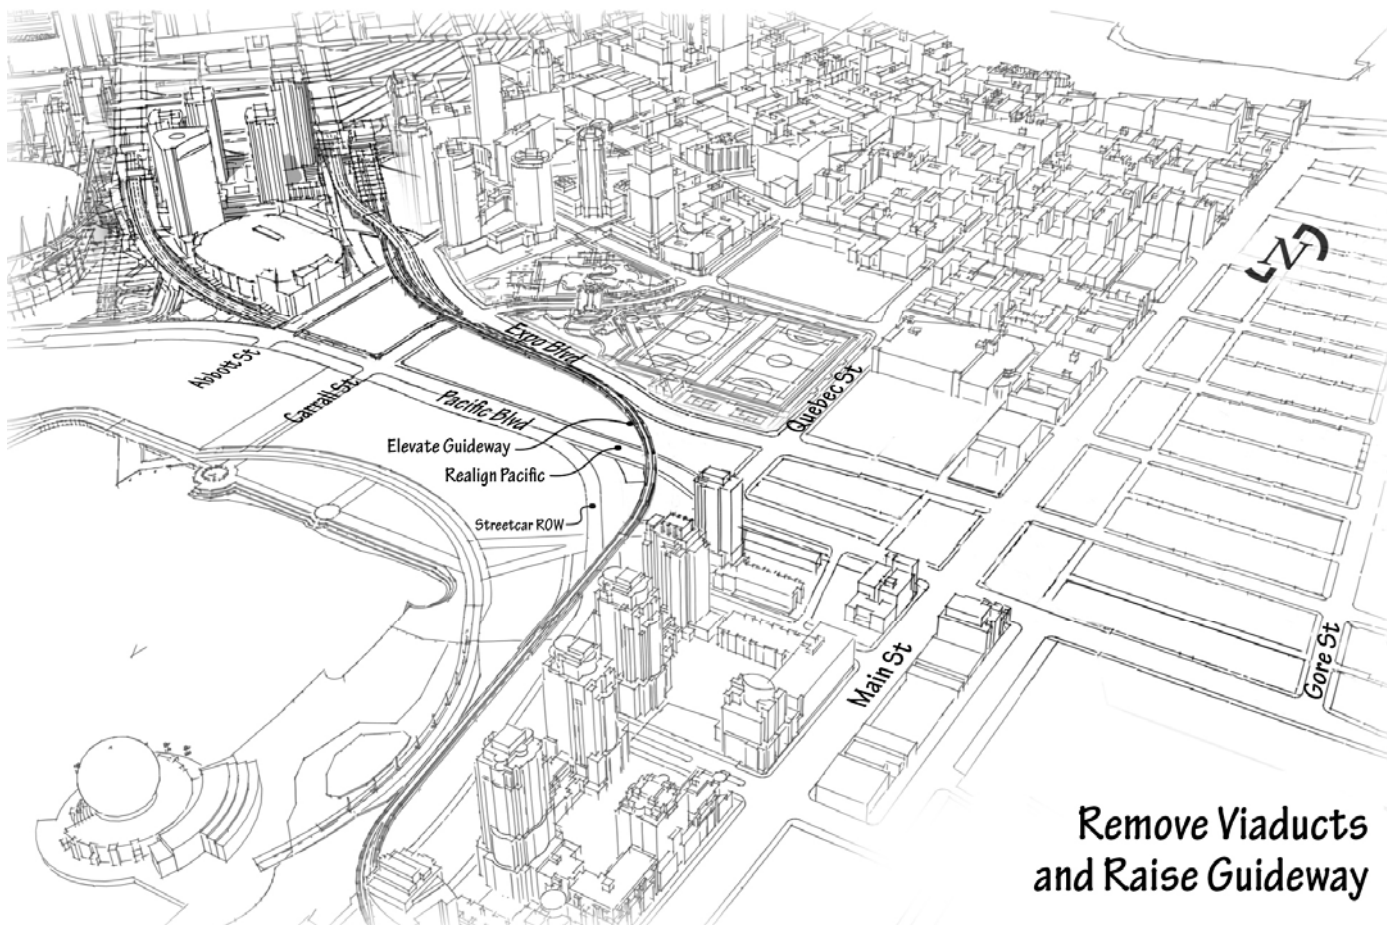 N
Expo Blvd
Abbott St
Carrall St
Pacific Blvd
Quebec St
Elevate Guideway
Realign Pacific
Streetcar ROW
Main St
Gore St
Remove Viaducts
and Raise Guideway